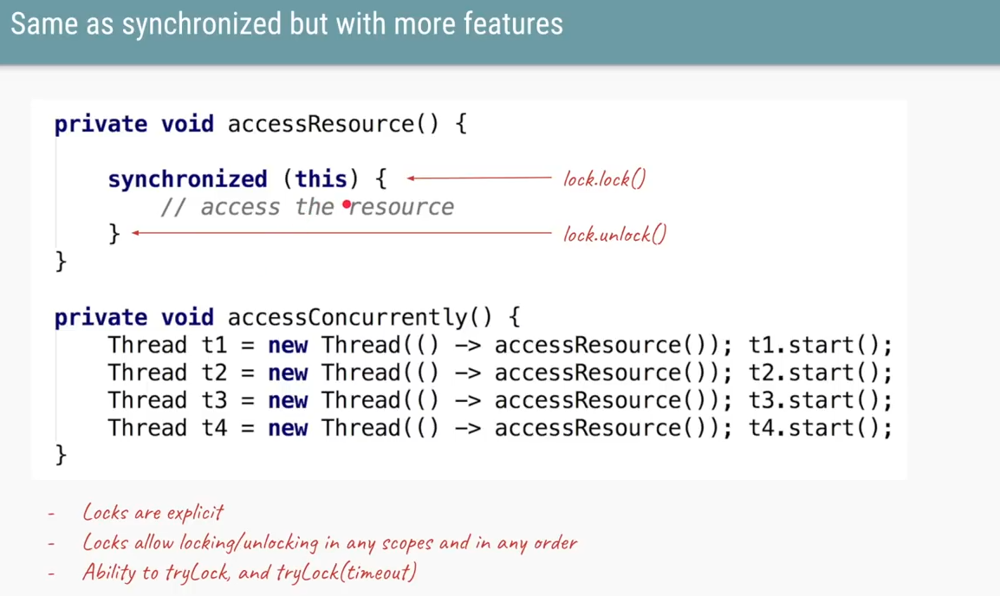 Same as synchronized but with more features
private void accessResource() {
synchronized (this) { lock.lock()
// access the resource
} lock.unlock()
}
private void accessConcurrently() {
Thread t1 = new Thread(() -> accessResource()); t1.start();
Thread t2 = new Thread(() -> accessResource()); t2.start();
Thread t3 = new Thread(() -> accessResource()); t3.start();
Thread t4 = new Thread(() -> accessResource()); t4.start();
}
- Locks are explicit
- Locks allow locking/unlocking in any scopes and in any order
- Ability to tryLock, and tryLock(timeout)